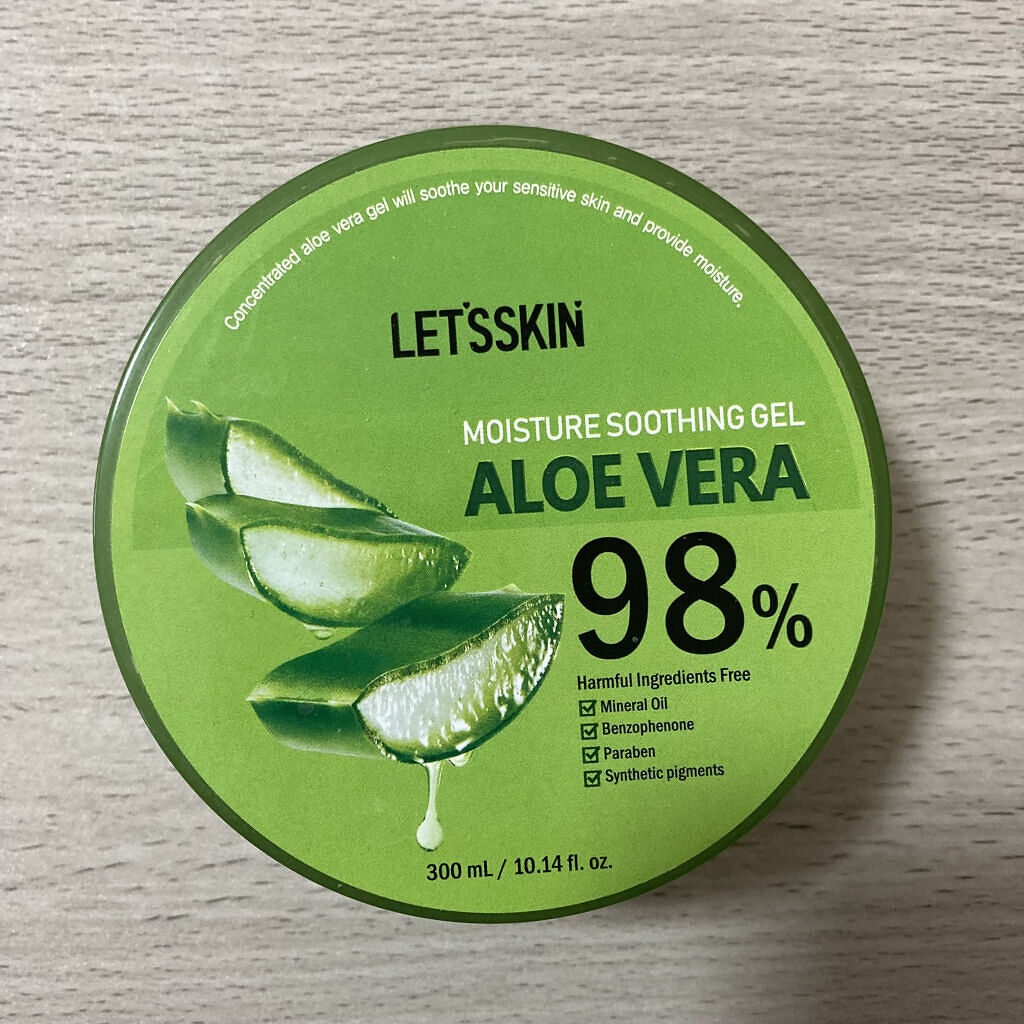 Concentrated aloe vera gel will soothe your sensitive skin and provide moisture.
LET'SSKIN
MOISTURE SOOTHING GEL
ALOE VERA
98%
Harmful Ingredients Free
Mineral Oil
Benzophenone
Paraben
Synthetic pigments
300 mL / 10.14 fl. oz.